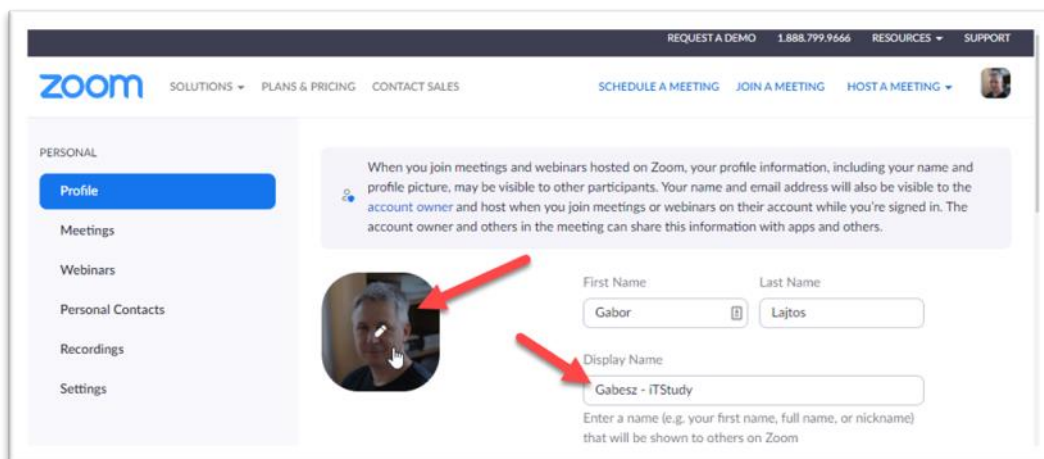 REQUEST A DEMO 1.888.799.9666 RESOURCES SUPPORT
zoom SOLUTIONS PLANS & PRICING CONTACT SALES SCHEDULE A MEETING JOIN A MEETING HOST A MEETING
PERSONAL
Profile
Meetings
Webinars
Personal Contacts
Recordings
Settings
When you join meetings and webinars hosted on Zoom, your profile information, including your name and
profile picture, may be visible to other participants. Your name and email address will also be visible to the
account owner and host when you join meetings or webinars on their account while you're signed in. The
account owner and others in the meeting can share this information with apps and others.
First Name Last Name
Gabor Lajtos
Display Name
Gabesz - iTStudy
Enter a name (e.g. your first name, full name, or nickname)
that will be shown to others on Zoom